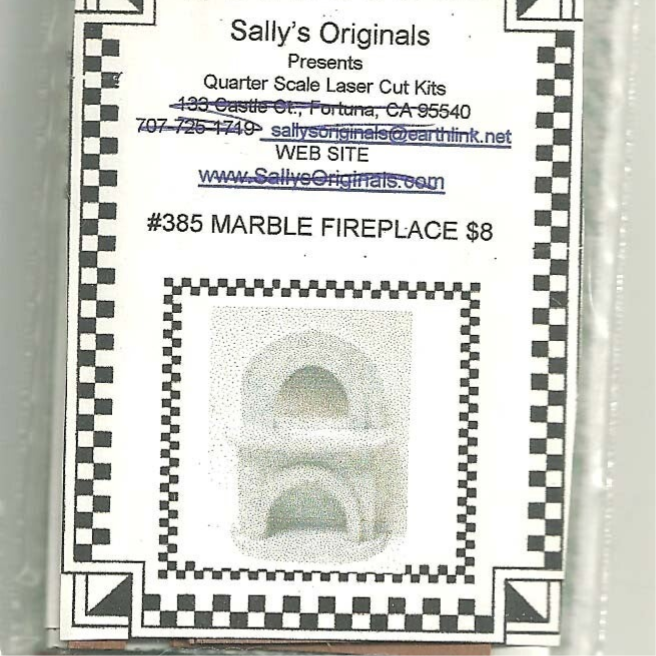 Sally's Originals
Presents
Quarter Scale Laser Cut Kits
133 Castle Ct., Fortuna, CA 95540
707-725-1719 sallysoriginals@earthlink.net
WEB SITE
www.SallysOriginals.com
#385 MARBLE FIREPLACE $8